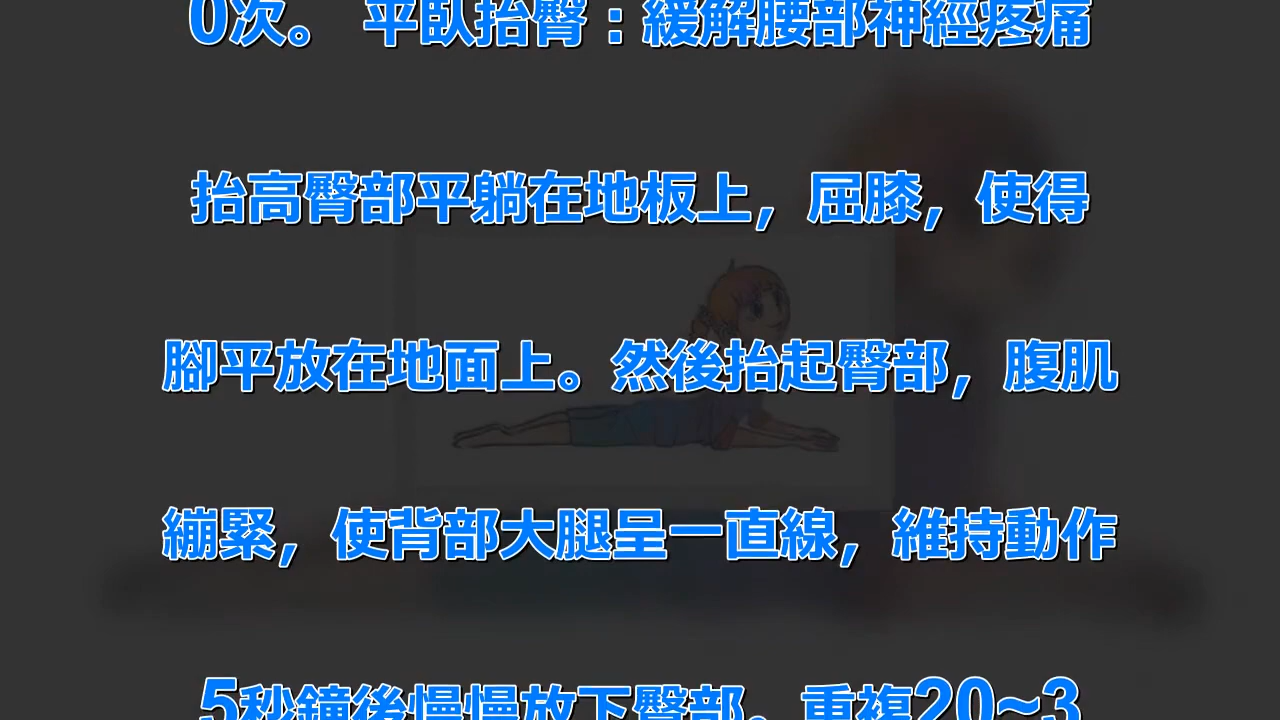 0次。 平臥抬臀：緩解腰部神經疼痛
抬高臀部平躺在地板上，屈膝，使得
腳平放在地面上。然後抬起臀部，腹肌
繃緊，使背部大腿呈一直線，維持動作
5秒鐘後慢慢放下臀部。重複20~3